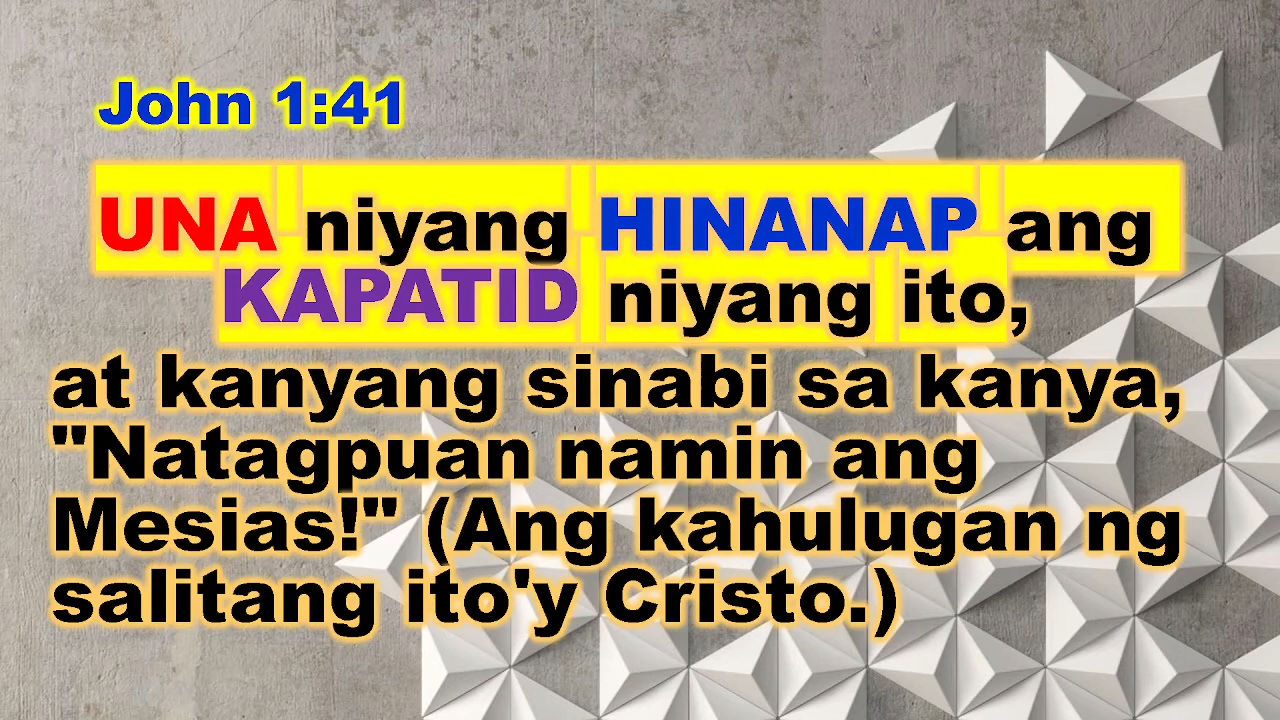 John 1:41
UNA niyang HINANAP ang
KAPATID niyang ito,
at kanyang sinabi sa kanya,
"Natagpuan namin ang
Mesias!" (Ang kahulugan ng
salitang ito'y Cristo.)